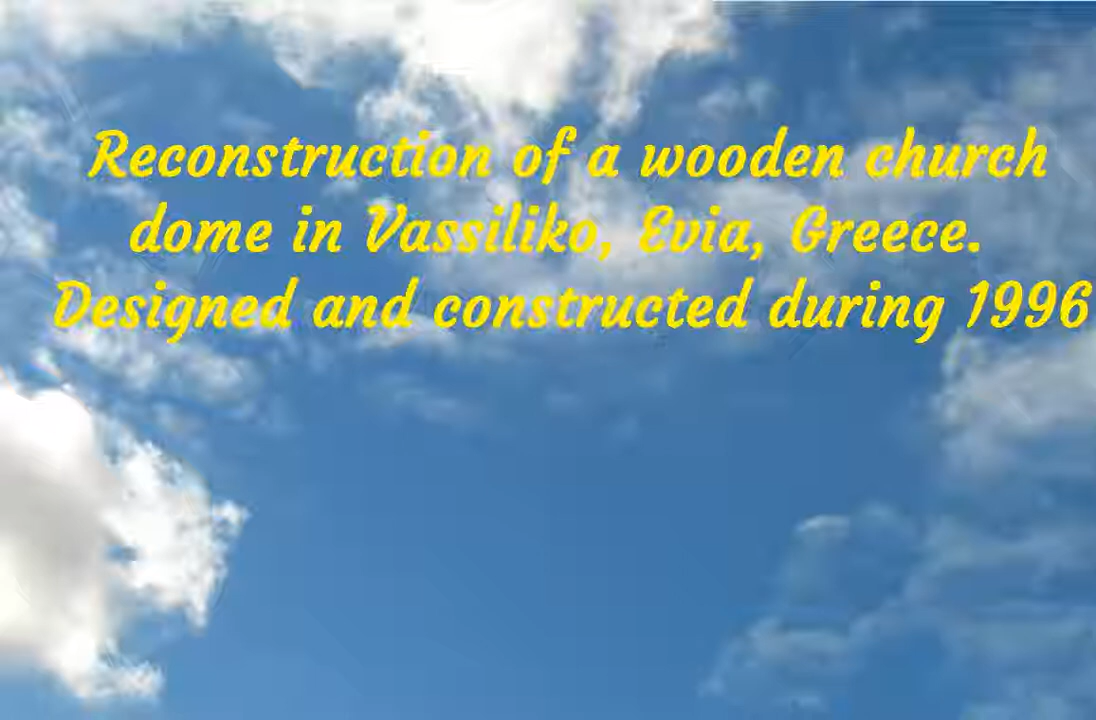 Reconstruction of a wooden church
dome in Vassiliko, Evia, Greece.
Designed and constructed during 1996